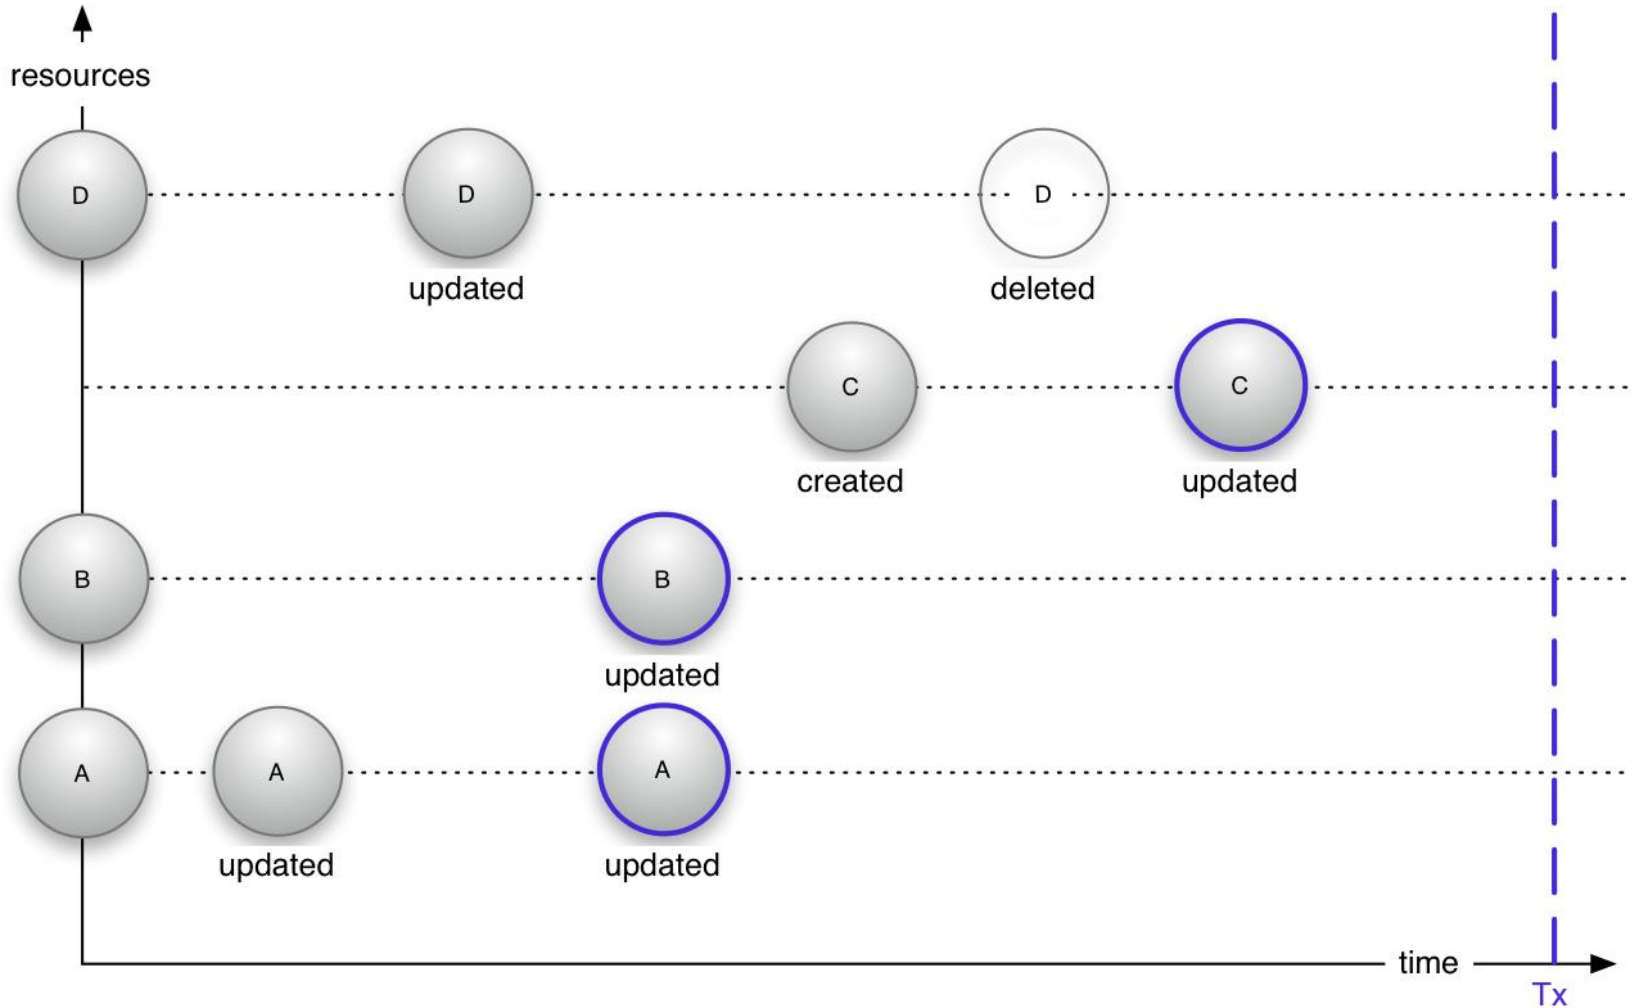 resources
D
D
D
updated
deleted
C
C
created
updated
B
B
updated
A
A
A
updated
updated
time
Tx